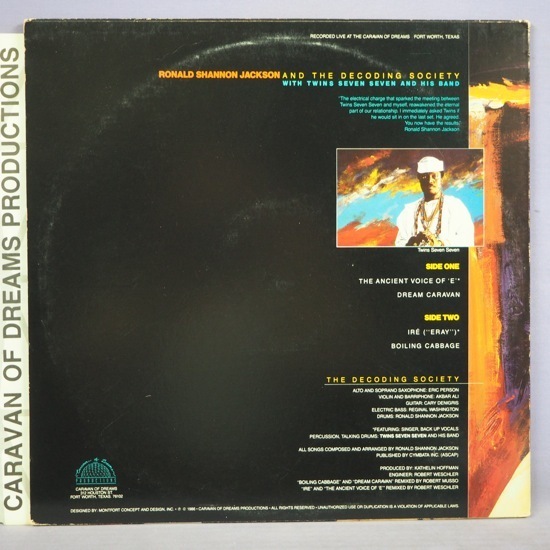 CARAVAN OF DREAMS PRODUCTIONS
RECORDED LIVE AT THE CARAVAN OF DREAMS FORT WORTH, TEXAS
RONALD SHANNON JACKSON AND THE DECODING SOCIETY
WITH TWINS SEVEN SEVEN AND HIS BAND
"The electrical charge that sparked the meeting between
Twins Seven Seven and myself, reawakened the eternal
part of our relationship. I immediately asked Twins if
he would sit in on the last set. He agreed.
You now have the results."
Ronald Shannon Jackson
Twins Seven Seven
SIDE ONE
THE ANCIENT VOICE OF 'E'*
DREAM CARAVAN
SIDE TWO
IRÉ ("ERAY")*
BOILING CABBAGE
THE DECODING SOCIETY
ALTO AND SOPRANO SAXOPHONE: ERIC PERSON
VIOLIN AND BARRIPHONE: AKBAR ALI
GUITAR: CARY DENIGRIS
ELECTRIC BASS: REGINAL WASHINGTON
DRUMS: RONALD SHANNON JACKSON
*FEATURING: SINGER, BACK UP VOCALS
PERCUSSION, TALKING DRUMS: TWINS SEVEN SEVEN AND HIS BAND
ALL SONGS COMPOSED AND ARRANGED BY RONALD SHANNON JACKSON
PUBLISHED BY CYMBATA INC. (ASCAP)
PRODUCED BY: KATHELIN HOFFMAN
ENGINEER: ROBERT WESCHLER
"BOILING CABBAGE" AND "DREAM CARAVAN" REMIXED BY ROBERT MUSSO
"IRE" AND "THE ANCIENT VOICE OF 'E'" REMIXED BY ROBERT WESCHLER
PRODUCTIONS
CARAVAN OF DREAMS
312 HOUSTON ST.
FORT WORTH, TEXAS 76102
DESIGNED BY: MONTFORT CONCEPT AND DESIGN, INC. • ℗ © 1986 • CARAVAN OF DREAMS PRODUCTIONS • ALL RIGHTS RESERVED • UNAUTHORIZED USE OR DUPLICATION IS A VIOLATION OF APPLICABLE LAWS.